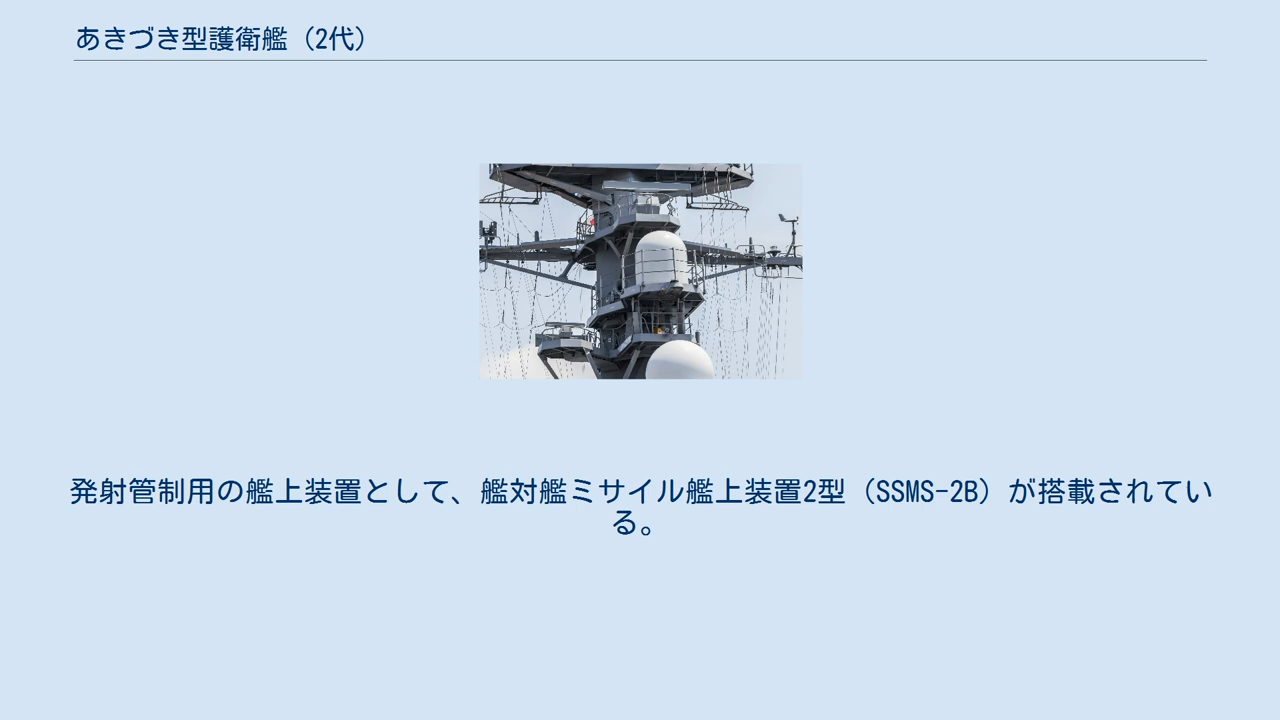 あきづき型護衛艦（2代）
発射管制用の艦上装置として、艦対艦ミサイル艦上装置2型（SSMS-2B）が搭載されてい
る。